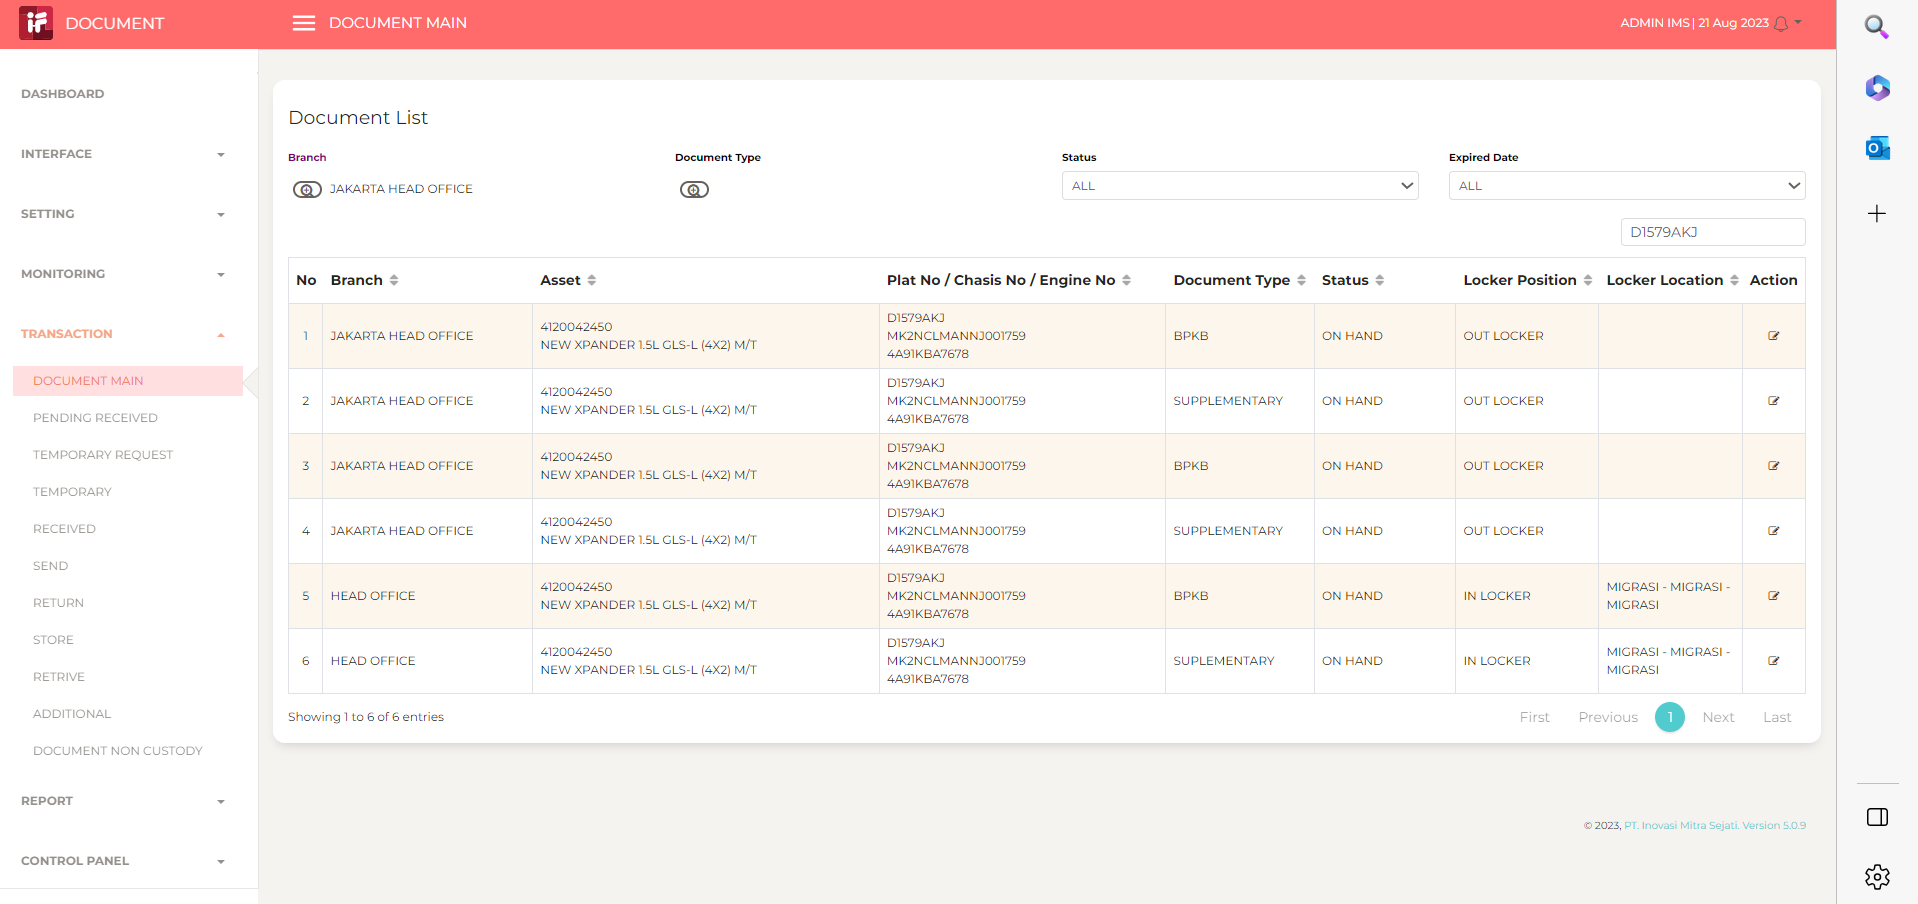 iF DOCUMENT
DOCUMENT MAIN
ADMIN IMS | 21 Aug 2023
DASHBOARD
INTERFACE
SETTING
MONITORING
TRANSACTION
DOCUMENT MAIN
PENDING RECEIVED
TEMPORARY REQUEST
TEMPORARY
RECEIVED
SEND
RETURN
STORE
RETRIVE
ADDITIONAL
DOCUMENT NON CUSTODY
REPORT
CONTROL PANEL
Document List
Branch Document Type Status Expired Date
JAKARTA HEAD OFFICE ALL ALL
D1579AKJ
No Branch Asset Plat No / Chasis No / Engine No Document Type Status Locker Position Locker Location Action
D1579AKJ
4120042450
1 JAKARTA HEAD OFFICE MK2NCLMANNJ001759 BPKB ON HAND OUT LOCKER
NEW XPANDER 1.5L GLS-L (4X2) M/T
4A91KBA7678
D1579AKJ
4120042450
2 JAKARTA HEAD OFFICE MK2NCLMANNJ001759 SUPPLEMENTARY ON HAND OUT LOCKER
NEW XPANDER 1.5L GLS-L (4X2) M/T
4A91KBA7678
D1579AKJ
4120042450
3 JAKARTA HEAD OFFICE MK2NCLMANNJ001759 BPKB ON HAND OUT LOCKER
NEW XPANDER 1.5L GLS-L (4X2) M/T
4A91KBA7678
D1579AKJ
4120042450
4 JAKARTA HEAD OFFICE MK2NCLMANNJ001759 SUPPLEMENTARY ON HAND OUT LOCKER
NEW XPANDER 1.5L GLS-L (4X2) M/T
4A91KBA7678
D1579AKJ
4120042450 MIGRASI - MIGRASI -
5 HEAD OFFICE MK2NCLMANNJ001759 BPKB ON HAND IN LOCKER
NEW XPANDER 1.5L GLS-L (4X2) M/T MIGRASI
4A91KBA7678
D1579AKJ
4120042450 MIGRASI - MIGRASI -
6 HEAD OFFICE MK2NCLMANNJ001759 SUPLEMENTARY ON HAND IN LOCKER
NEW XPANDER 1.5L GLS-L (4X2) M/T MIGRASI
4A91KBA7678
Showing 1 to 6 of 6 entries First Previous 1 Next Last
© 2023, PT. Inovasi Mitra Sejati. Version 5.0.9